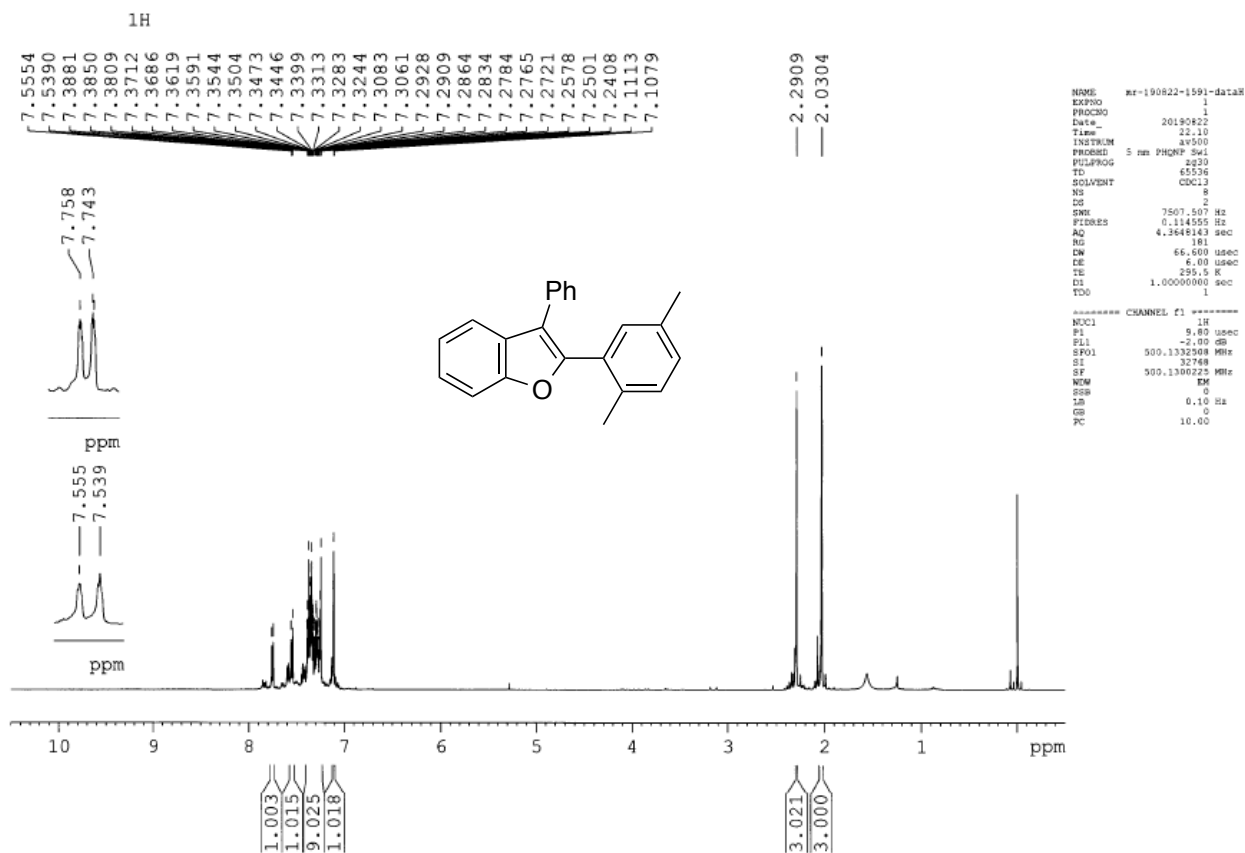 1H
7.5554
7.5390
7.3881
7.3850
7.3809
7.3712
7.3686
7.3619
7.3591
7.3544
7.3504
7.3473
7.3446
7.3399
7.3313
7.3283
7.3244
7.3083
7.3061
7.2928
7.2909
7.2864
7.2834
7.2784
7.2765
7.2721
7.2578
7.2501
7.2408
7.1113
7.1079
2.2909
2.0304
NAME mr-190822-1591-dataH
EXPNO 1
PROCNO 1
Date_ 20190822
Time 22.10
INSTRUM av500
PROBHD 5 mm PHQNP Swi
PULPROG zg30
TD 65536
SOLVENT CDCl3
NS 8
DS 2
SWH 7507.507 Hz
FIDRES 0.114555 Hz
AQ 4.3648143 sec
RG 181
DW 66.600 usec
DE 6.00 usec
TE 295.5 K
D1 1.00000000 sec
TD0 1
======== CHANNEL f1 ========
NUC1 1H
P1 9.80 usec
PL1 -2.00 dB
SFO1 500.1332508 MHz
SI 32768
SF 500.1300225 MHz
WDW EM
SSB 0
LB 0.10 Hz
GB 0
PC 10.00
7.758
7.743
ppm
7.555
7.539
ppm
Ph
O
10 9 8 7 6 5 4 3 2 1 ppm
1.003
1.015
9.025
1.018
3.021
3.000